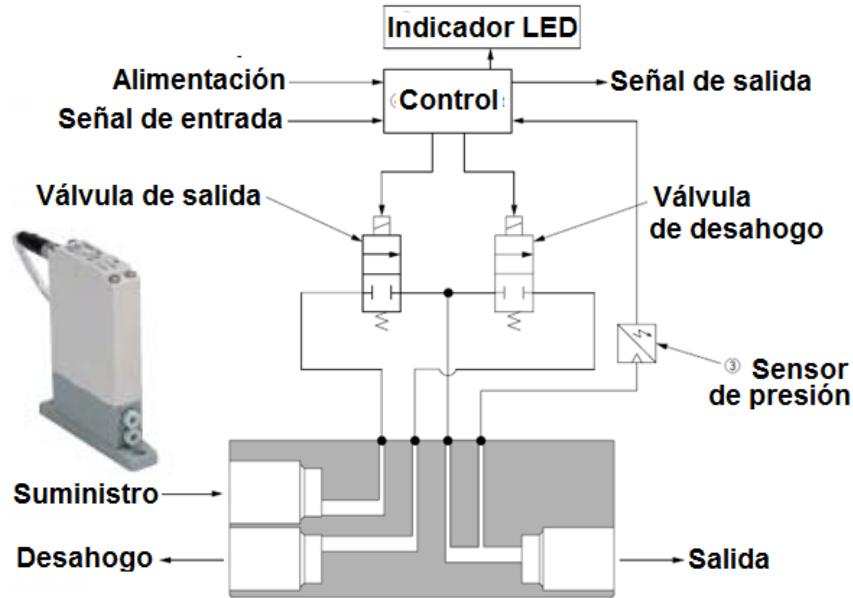 Indicador LED
Alimentación
Control
Señal de salida
Señal de entrada
Válvula de salida
Válvula
de desahogo
③ Sensor
de presión
Suministro
Desahogo
Salida